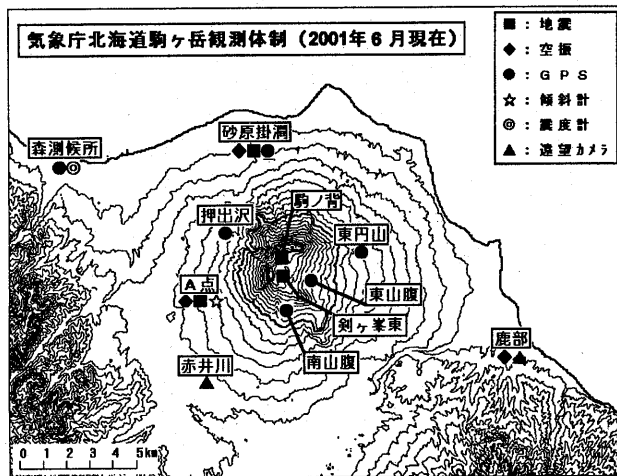 気象庁北海道駒ヶ岳観測体制（2001年6月現在）
■：地震
◆：空振
●：GPS
☆：傾斜計
◎：震度計
▲：遠望カメラ
砂原掛澗
森測候所
駒ノ背
押出沢
東円山
A点
東山腹
剣ヶ峯東
鹿部
赤井川
南山腹
0 1 2 3 4 5km